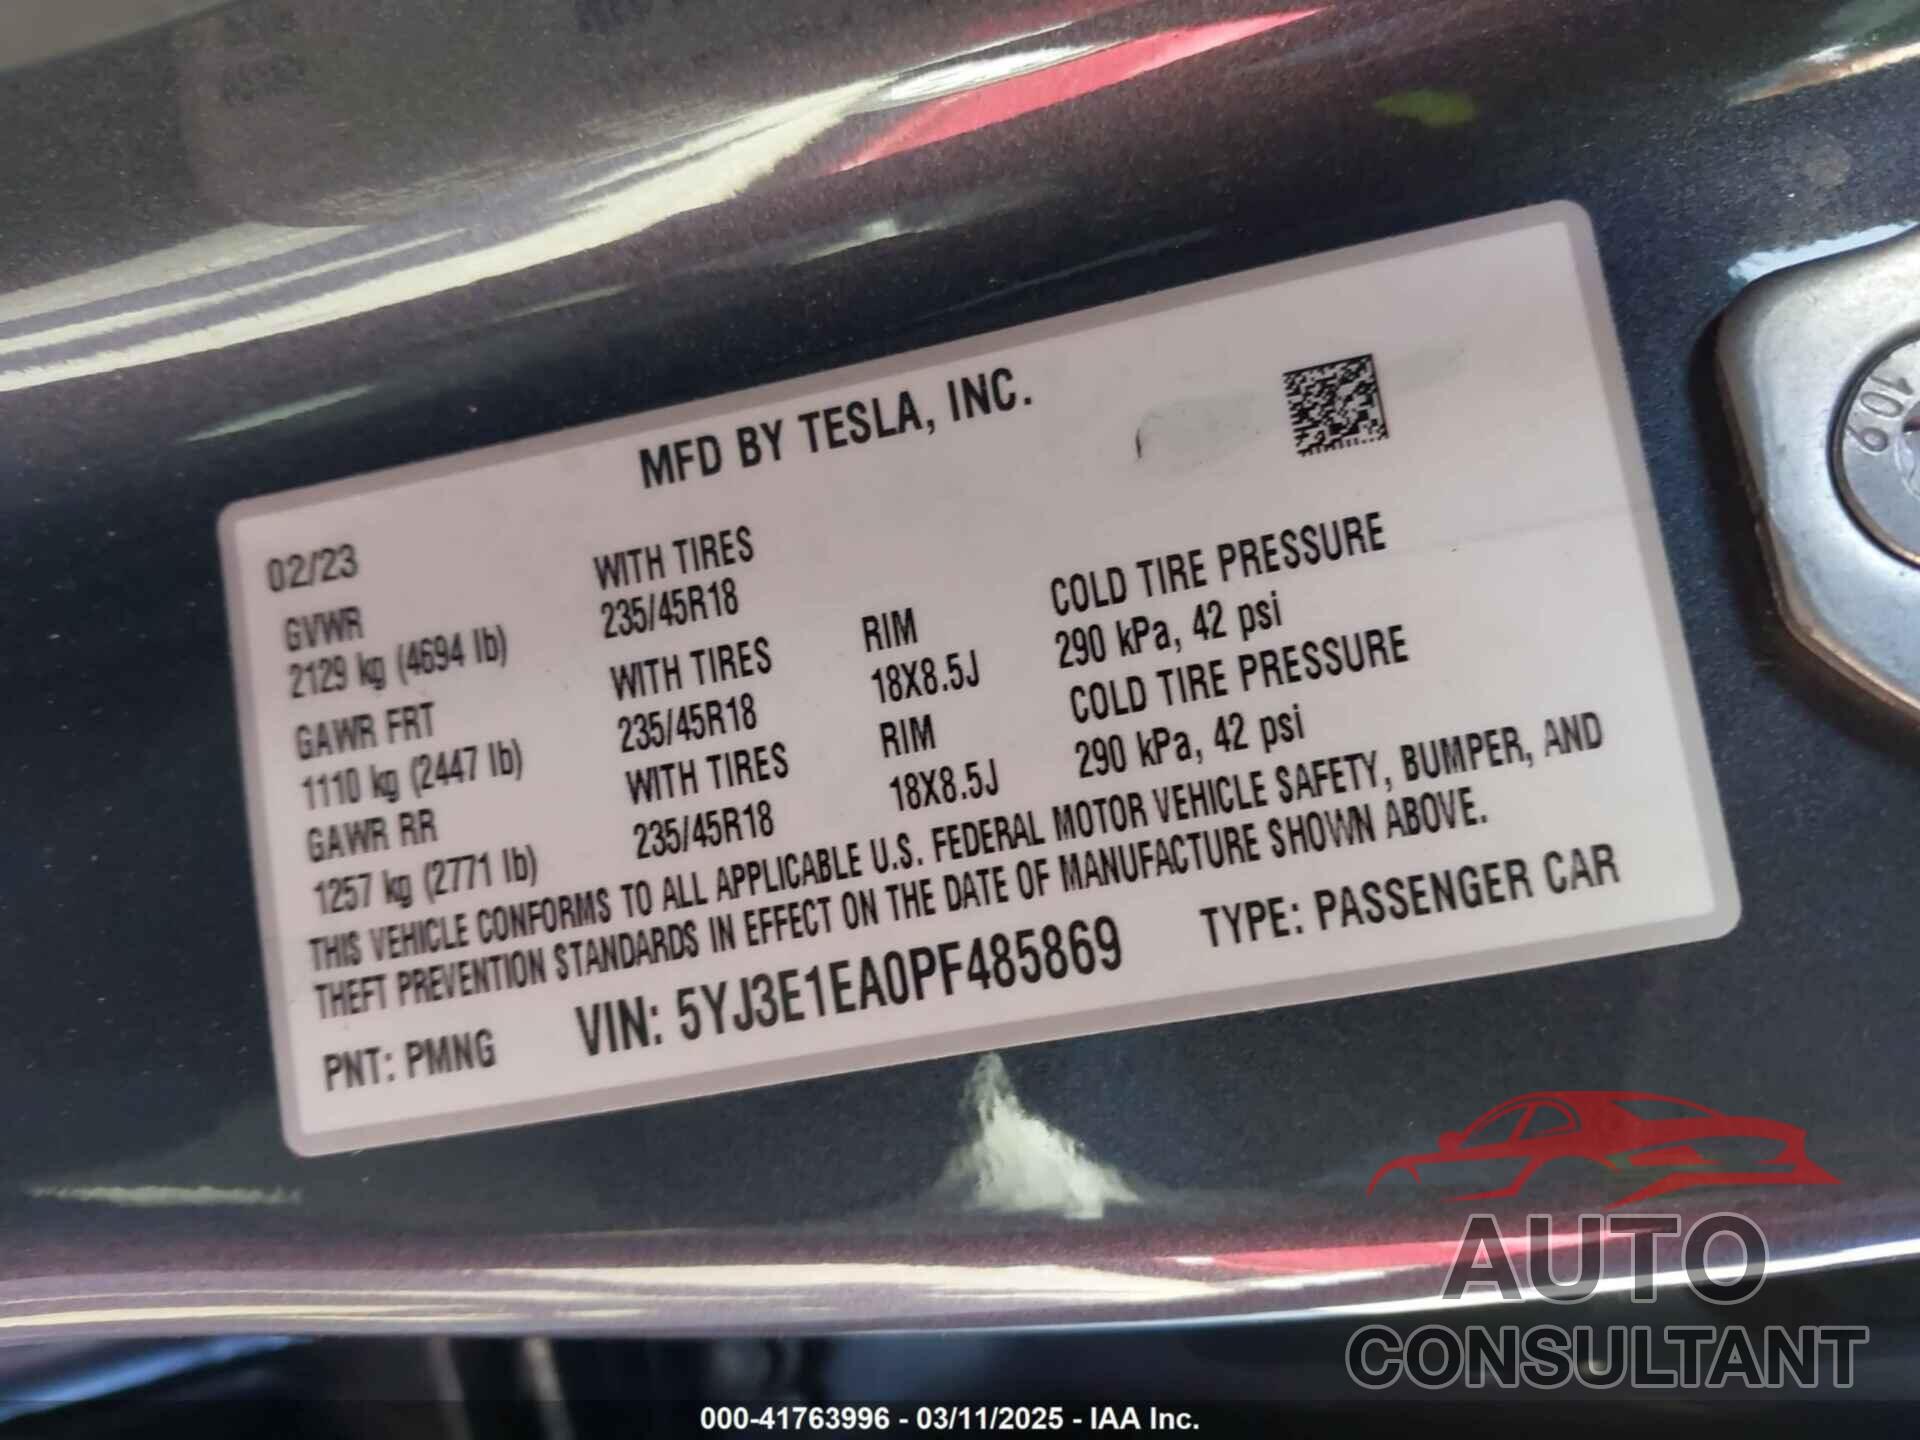 MFD BY TESLA, INC.
02/23
GVWR
2129 kg (4694 lb)
GAWR FRT
1110 kg (2447 lb)
GAWR RR
1257 kg (2771 lb)
WITH TIRES
235/45R18
WITH TIRES
235/45R18
WITH TIRES
235/45R18
RIM
18X8.5J
RIM
18X8.5J
COLD TIRE PRESSURE
290 kPa, 42 psi
COLD TIRE PRESSURE
290 kPa, 42 psi
THIS VEHICLE CONFORMS TO ALL APPLICABLE U.S. FEDERAL MOTOR VEHICLE SAFETY, BUMPER, AND
THEFT PREVENTION STANDARDS IN EFFECT ON THE DATE OF MANUFACTURE SHOWN ABOVE.
PNT: PMNG VIN: 5YJ3E1EA0PF485869 TYPE: PASSENGER CAR
10.9
AUTO
CONSULTANT
000-41763996 - 03/11/2025 - IAA Inc.